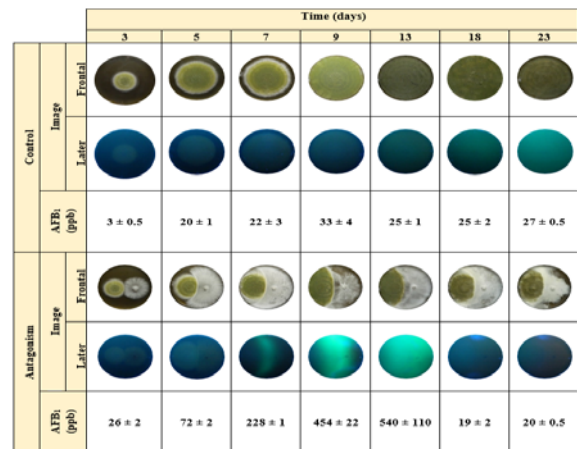 Time (days)
3 5 7 9 13 18 23
Control
Image
Frontal
Later
AFB₁ (ppb)
3 ± 0.5 20 ± 1 22 ± 3 33 ± 4 25 ± 1 25 ± 2 27 ± 0.5
Antagonism
Image
Frontal
Later
AFB₁ (ppb)
26 ± 2 72 ± 2 228 ± 1 454 ± 22 540 ± 110 19 ± 2 20 ± 0.5